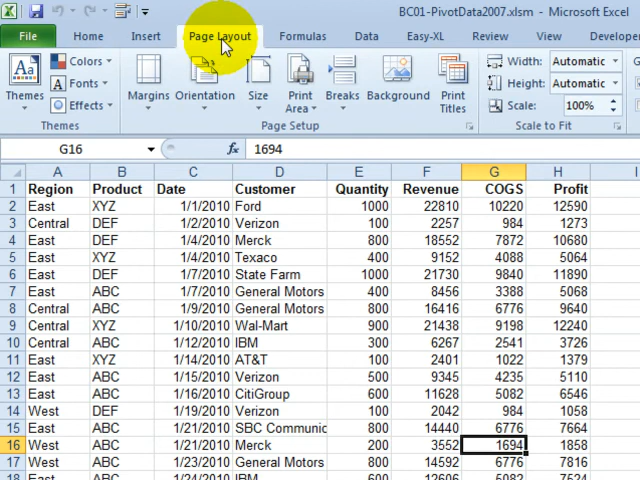 BC01-PivotData2007.xlsm - Microsoft Excel
File Home Insert Page Layout Formulas Data Easy-XL Review View Developer
Colors Width: Automatic
Fonts Height: Automatic
Themes Margins Orientation Size Print Area Breaks Background Print Titles
Effects Scale: 100%
Themes Page Setup Scale to Fit
G16 fx 1694
A B C D E F G H I
1 Region Product Date Customer Quantity Revenue COGS Profit
2 East XYZ 1/1/2010 Ford 1000 22810 10220 12590
3 Central DEF 1/2/2010 Verizon 100 2257 984 1273
4 East DEF 1/4/2010 Merck 800 18552 7872 10680
5 East XYZ 1/4/2010 Texaco 400 9152 4088 5064
6 East DEF 1/7/2010 State Farm 1000 21730 9840 11890
7 East ABC 1/7/2010 General Motors 400 8456 3388 5068
8 Central ABC 1/9/2010 General Motors 800 16416 6776 9640
9 Central XYZ 1/10/2010 Wal-Mart 900 21438 9198 12240
10 Central ABC 1/12/2010 IBM 300 6267 2541 3726
11 East XYZ 1/14/2010 AT&T 100 2401 1022 1379
12 East ABC 1/15/2010 Verizon 500 9345 4235 5110
13 East ABC 1/16/2010 CitiGroup 600 11628 5082 6546
14 West DEF 1/19/2010 Verizon 100 2042 984 1058
15 East ABC 1/21/2010 SBC Communic 800 14440 6776 7664
16 West ABC 1/21/2010 Merck 200 3552 1694 1858
17 West ABC 1/23/2010 General Motors 800 14592 6776 7816
18 East ABC 1/24/2010 IBM 600 12606 5082 7524